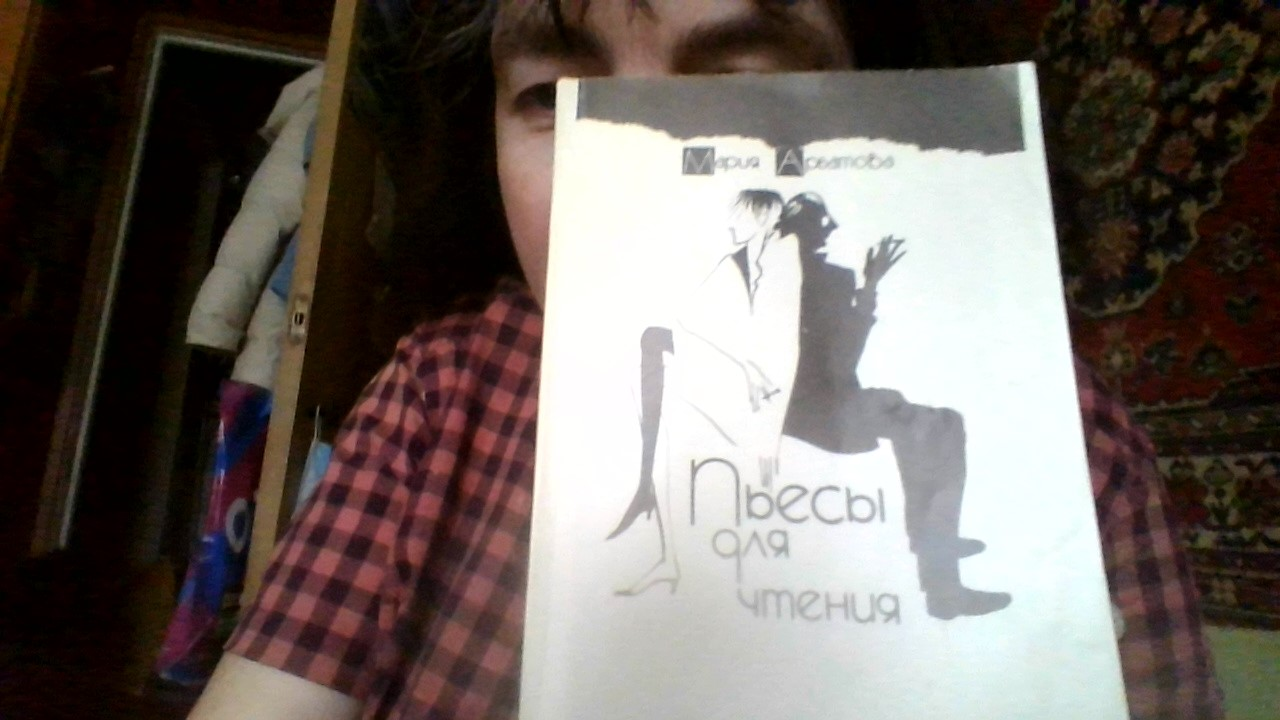 Мария Арбатова
Пьесы
для
чтения